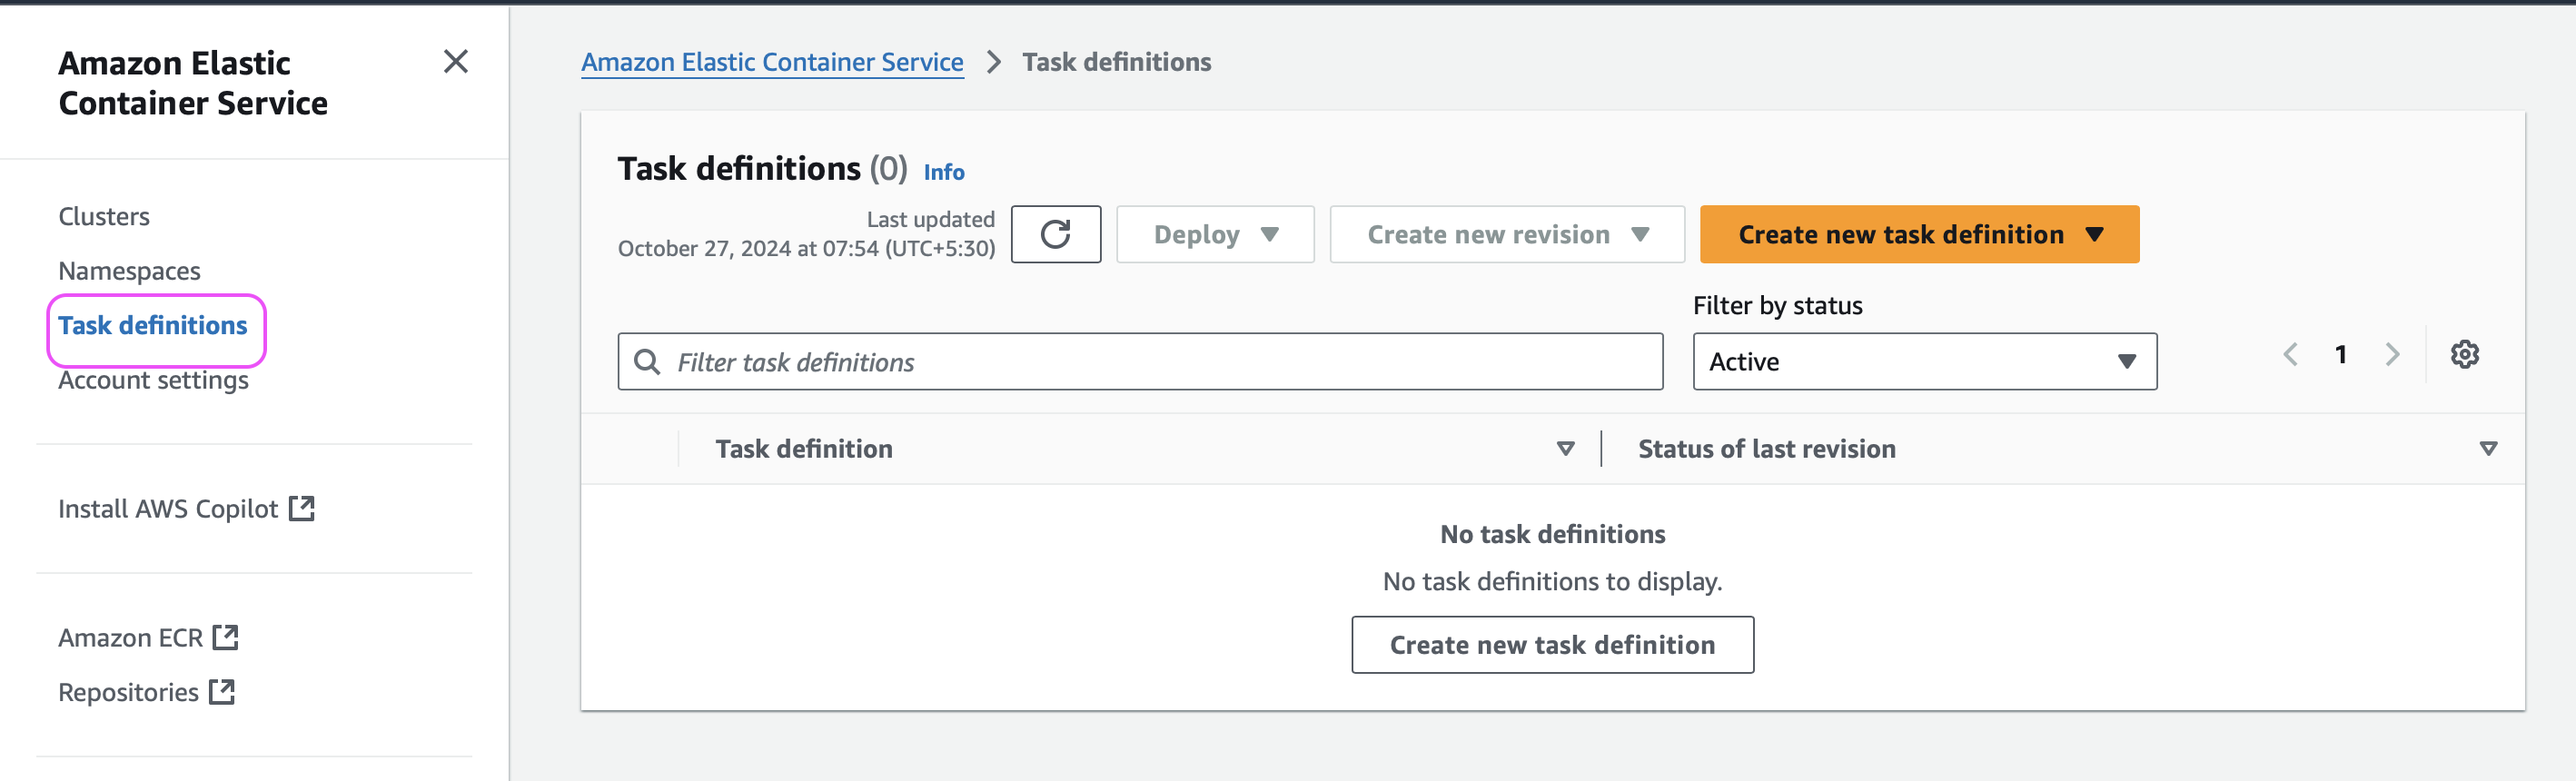 Amazon Elastic
Container Service
Clusters
Namespaces
Task definitions
Account settings
Install AWS Copilot
Amazon ECR
Repositories
Amazon Elastic Container Service > Task definitions
Task definitions (0) Info
Last updated
October 27, 2024 at 07:54 (UTC+5:30)
Deploy
Create new revision
Create new task definition
Filter by status
Filter task definitions
Active
1
Task definition
Status of last revision
No task definitions
No task definitions to display.
Create new task definition